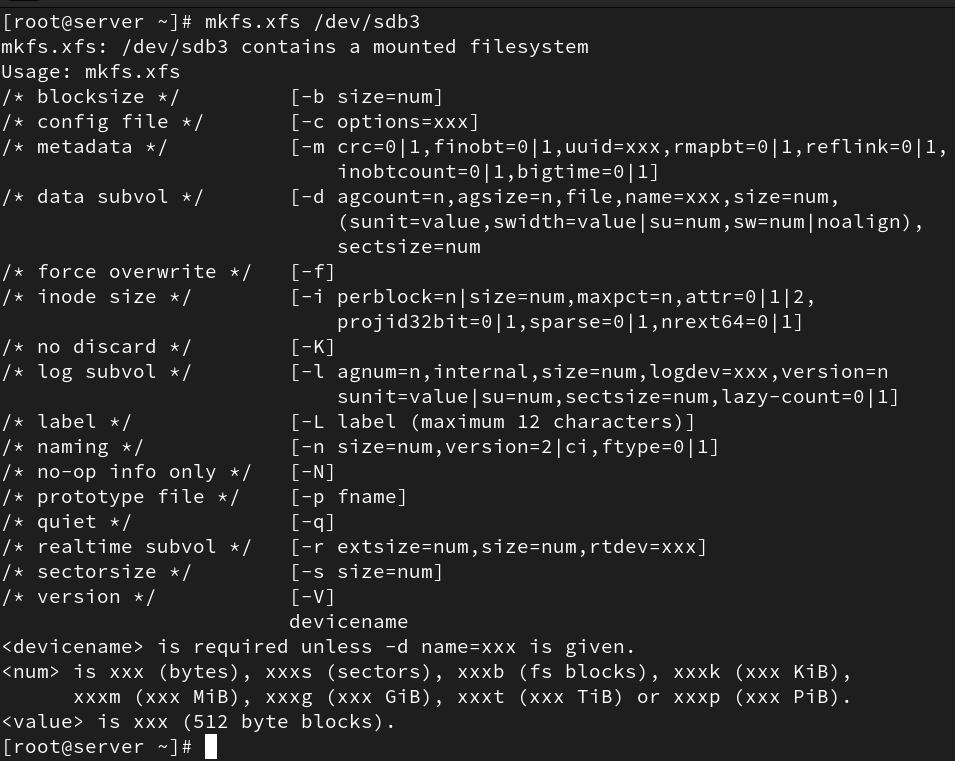 [root@server ~]# mkfs.xfs /dev/sdb3
mkfs.xfs: /dev/sdb3 contains a mounted filesystem
Usage: mkfs.xfs
/* blocksize */         [-b size=num]
/* config file */       [-c options=xxx]
/* metadata */          [-m crc=0|1,finobt=0|1,uuid=xxx,rmapbt=0|1,reflink=0|1,
                            inobtcount=0|1,bigtime=0|1]
/* data subvol */       [-d agcount=n,agsize=n,file,name=xxx,size=num,
                            (sunit=value,swidth=value|su=num,sw=num|noalign),
                            sectsize=num
/* force overwrite */   [-f]
/* inode size */        [-i perblock=n|size=num,maxpct=n,attr=0|1|2,
                            projid32bit=0|1,sparse=0|1,nrext64=0|1]
/* no discard */        [-K]
/* log subvol */        [-l agnum=n,internal,size=num,logdev=xxx,version=n
                            sunit=value|su=num,sectsize=num,lazy-count=0|1]
/* label */             [-L label (maximum 12 characters)]
/* naming */            [-n size=num,version=2|ci,ftype=0|1]
/* no-op info only */   [-N]
/* prototype file */    [-p fname]
/* quiet */             [-q]
/* realtime subvol */   [-r extsize=num,size=num,rtdev=xxx]
/* sectorsize */        [-s size=num]
/* version */           [-V]
                        devicename
<devicename> is required unless -d name=xxx is given.
<num> is xxx (bytes), xxxs (sectors), xxxb (fs blocks), xxxk (xxx KiB),
      xxxm (xxx MiB), xxxg (xxx GiB), xxxt (xxx TiB) or xxxp (xxx PiB).
<value> is xxx (512 byte blocks).
[root@server ~]#